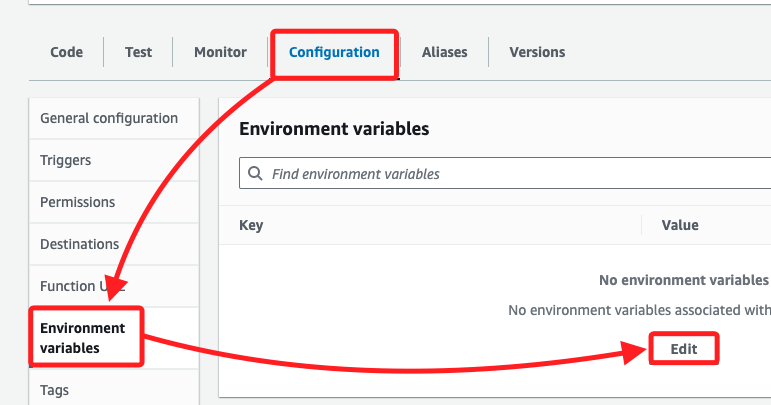 Code Test Monitor Configuration Aliases Versions
General configuration
Triggers
Permissions
Destinations
Function
Environment
variables
Tags
Environment variables
Find environment variables
Key Value
No environment variables
No environment variables associated with
Edit